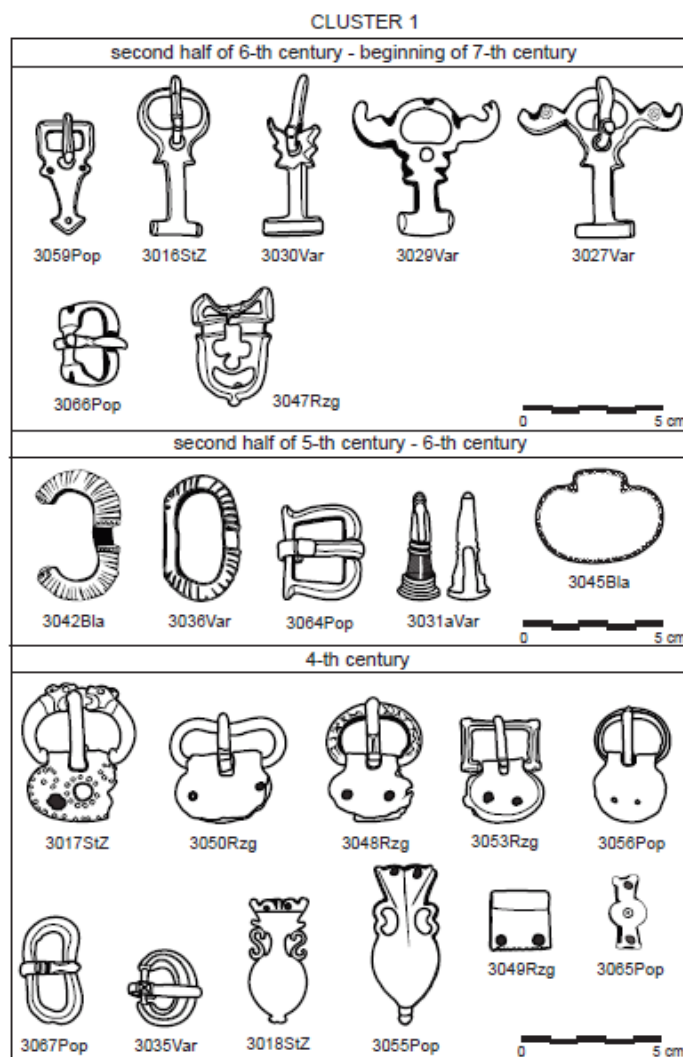 CLUSTER 1
second half of 6-th century - beginning of 7-th century
3059Pop 3016StZ 3030Var 3029Var 3027Var
3066Pop 3047Rzg
0 5 cm
second half of 5-th century - 6-th century
3042Bla 3036Var 3064Pop 3031aVar 3045Bla
0 5 cm
4-th century
3017StZ 3050Rzg 3048Rzg 3053Rzg 3056Pop
3067Pop 3035Var 3018StZ 3055Pop 3049Rzg 3065Pop
0 5 cm